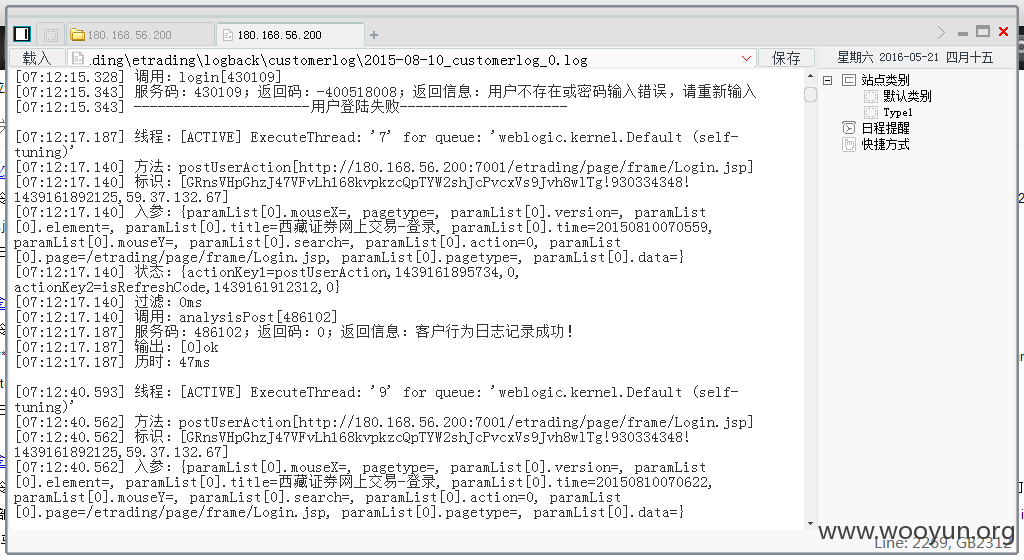 180.168.56.200
180.168.56.200
载入
.ding\etrading\logback\customerlog\2015-08-10_customerlog_0.log
保存
星期六 2016-05-21 四月十五
[07:12:15.328] 调用：login[430109]
[07:12:15.343] 服务码：430109；返回码：-400518008；返回信息：用户不存在或密码输入错误，请重新输入
[07:12:15.343] ----------------------用户登陆失败---------------------
[07:12:17.187] 线程：[ACTIVE] ExecuteThread: '7' for queue: 'weblogic.kernel.Default (self-
tuning)'
[07:12:17.140] 方法：postUserAction[http://180.168.56.200:7001/etrading/page/frame/Login.jsp]
[07:12:17.140] 标识：[GRnsVHpGhzJ47VFvLhl68kvpkzcQpTYW2shJcPvcxVs9Jvh8wlTg!930334348!
1439161892125,59.37.132.67]
[07:12:17.140] 入参：{paramList[0].mouseX=, pagetype=, paramList[0].version=, paramList
[0].element=, paramList[0].title=西藏证券网上交易-登录, paramList[0].time=20150810070559,
paramList[0].mouseY=, paramList[0].search=, paramList[0].action=0, paramList
[0].page=/etrading/page/frame/Login.jsp, paramList[0].pagetype=, paramList[0].data=}
[07:12:17.140] 状态：{actionKey1=postUserAction,1439161895734,0,
actionKey2=isRefreshCode,1439161912312,0}
[07:12:17.140] 过滤：0ms
[07:12:17.140] 调用：analysisPost[486102]
[07:12:17.187] 服务码：486102；返回码：0；返回信息：客户行为日志记录成功！
[07:12:17.187] 输出：[0]ok
[07:12:17.187] 历时：47ms
[07:12:40.593] 线程：[ACTIVE] ExecuteThread: '9' for queue: 'weblogic.kernel.Default (self-
tuning)'
[07:12:40.562] 方法：postUserAction[http://180.168.56.200:7001/etrading/page/frame/Login.jsp]
[07:12:40.562] 标识：[GRnsVHpGhzJ47VFvLhl68kvpkzcQpTYW2shJcPvcxVs9Jvh8wlTg!930334348!
1439161892125,59.37.132.67]
[07:12:40.562] 入参：{paramList[0].mouseX=, pagetype=, paramList[0].version=, paramList
[0].element=, paramList[0].title=西藏证券网上交易-登录, paramList[0].time=20150810070622,
paramList[0].mouseY=, paramList[0].search=, paramList[0].action=0, paramList
[0].page=/etrading/page/frame/Login.jsp, paramList[0].pagetype=, paramList[0].data=}
站点类别
默认类别
Type1
日程提醒
快捷方式
www.wooyun.org
Line: 2269, GB2312